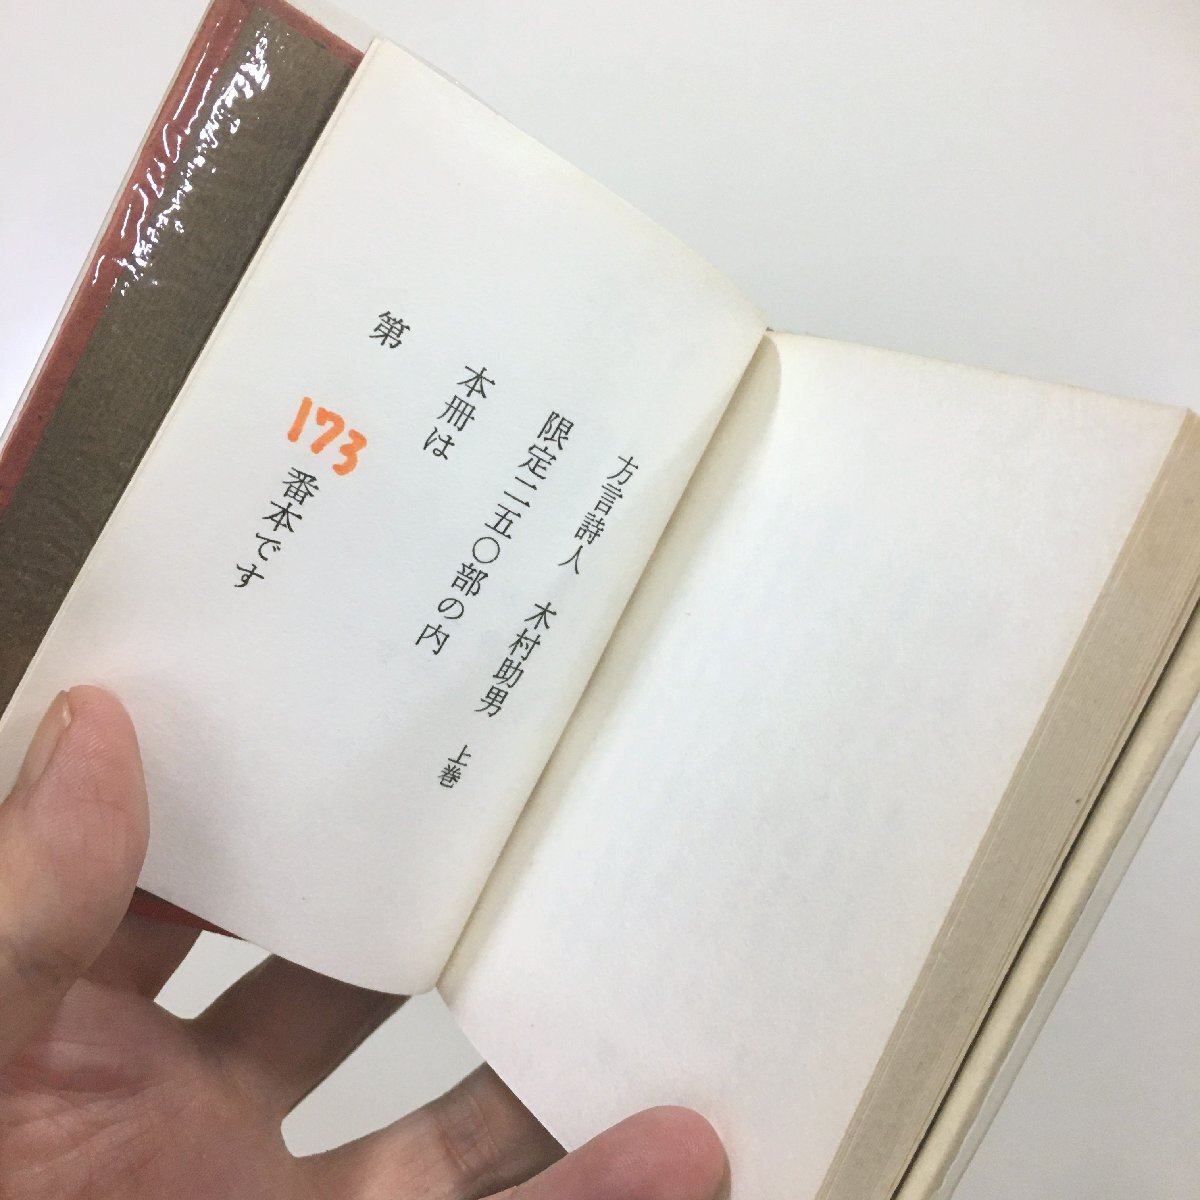 方言詩人 木村助男 上巻
限定二五〇部の内
本冊は
第 173 番本です